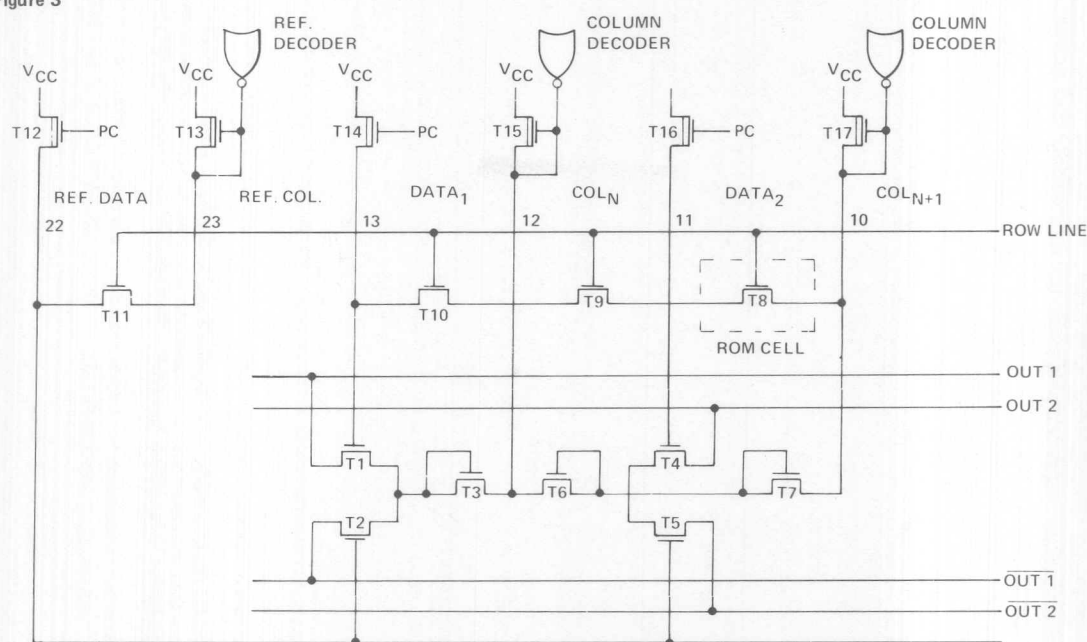 Figure 3
REF.
DECODER
COLUMN
DECODER
COLUMN
DECODER
VCC
VCC
VCC
VCC
VCC
T12
PC
T13
T14
PC
T15
T16
PC
T17
REF. DATA
REF. COL.
DATA1
COLN
DATA2
COLN+1
22
23
13
12
11
10
ROW LINE
T11
T10
T9
T8
ROM CELL
OUT 1
OUT 2
T1
T4
T3
T6
T7
T2
T5
OUT 1
OUT 2